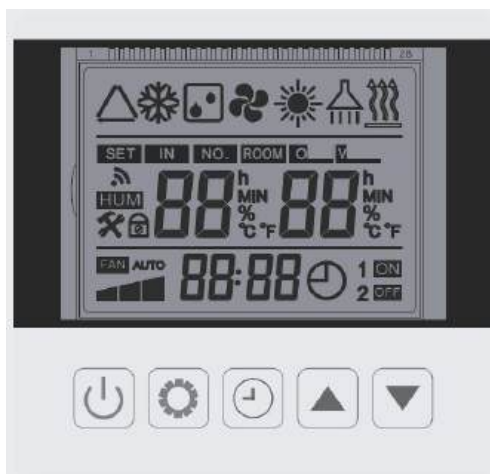 1 28
SET IN NO. ROOM O V
88 h 88 h
HUM MIN MIN
% %
°C °F °C °F
FAN AUTO 88:88 1 ON
2 OFF